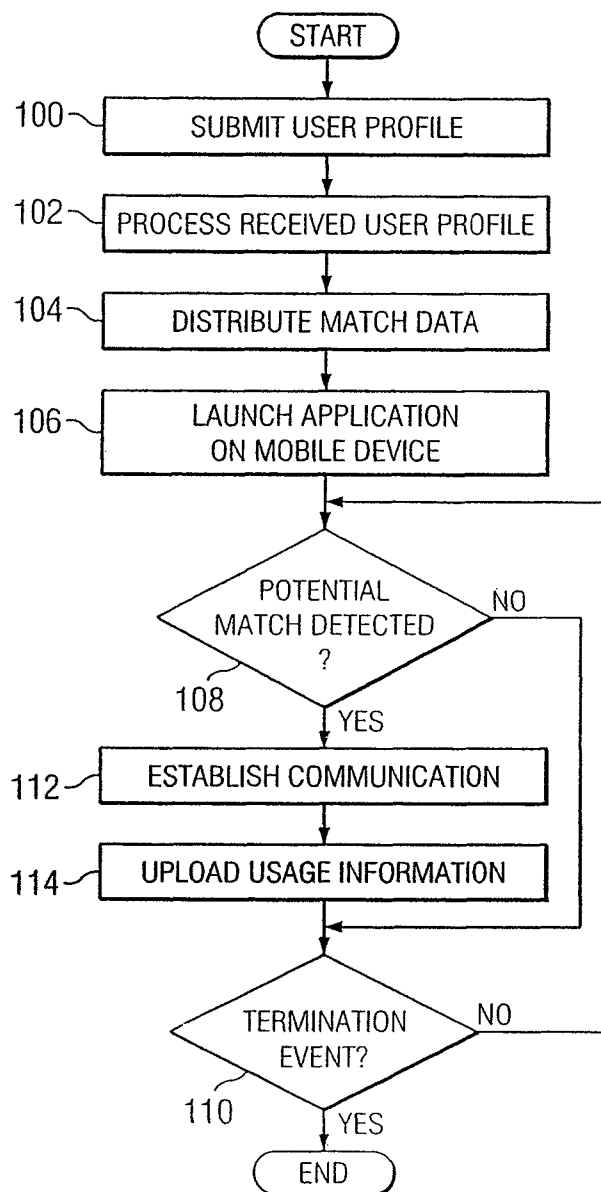 START
100
SUBMIT USER PROFILE
102
PROCESS RECEIVED USER PROFILE
104
DISTRIBUTE MATCH DATA
106
LAUNCH APPLICATION
ON MOBILE DEVICE
POTENTIAL
MATCH DETECTED
?
NO
108
YES
112
ESTABLISH COMMUNICATION
114
UPLOAD USAGE INFORMATION
TERMINATION
EVENT?
NO
110
YES
END